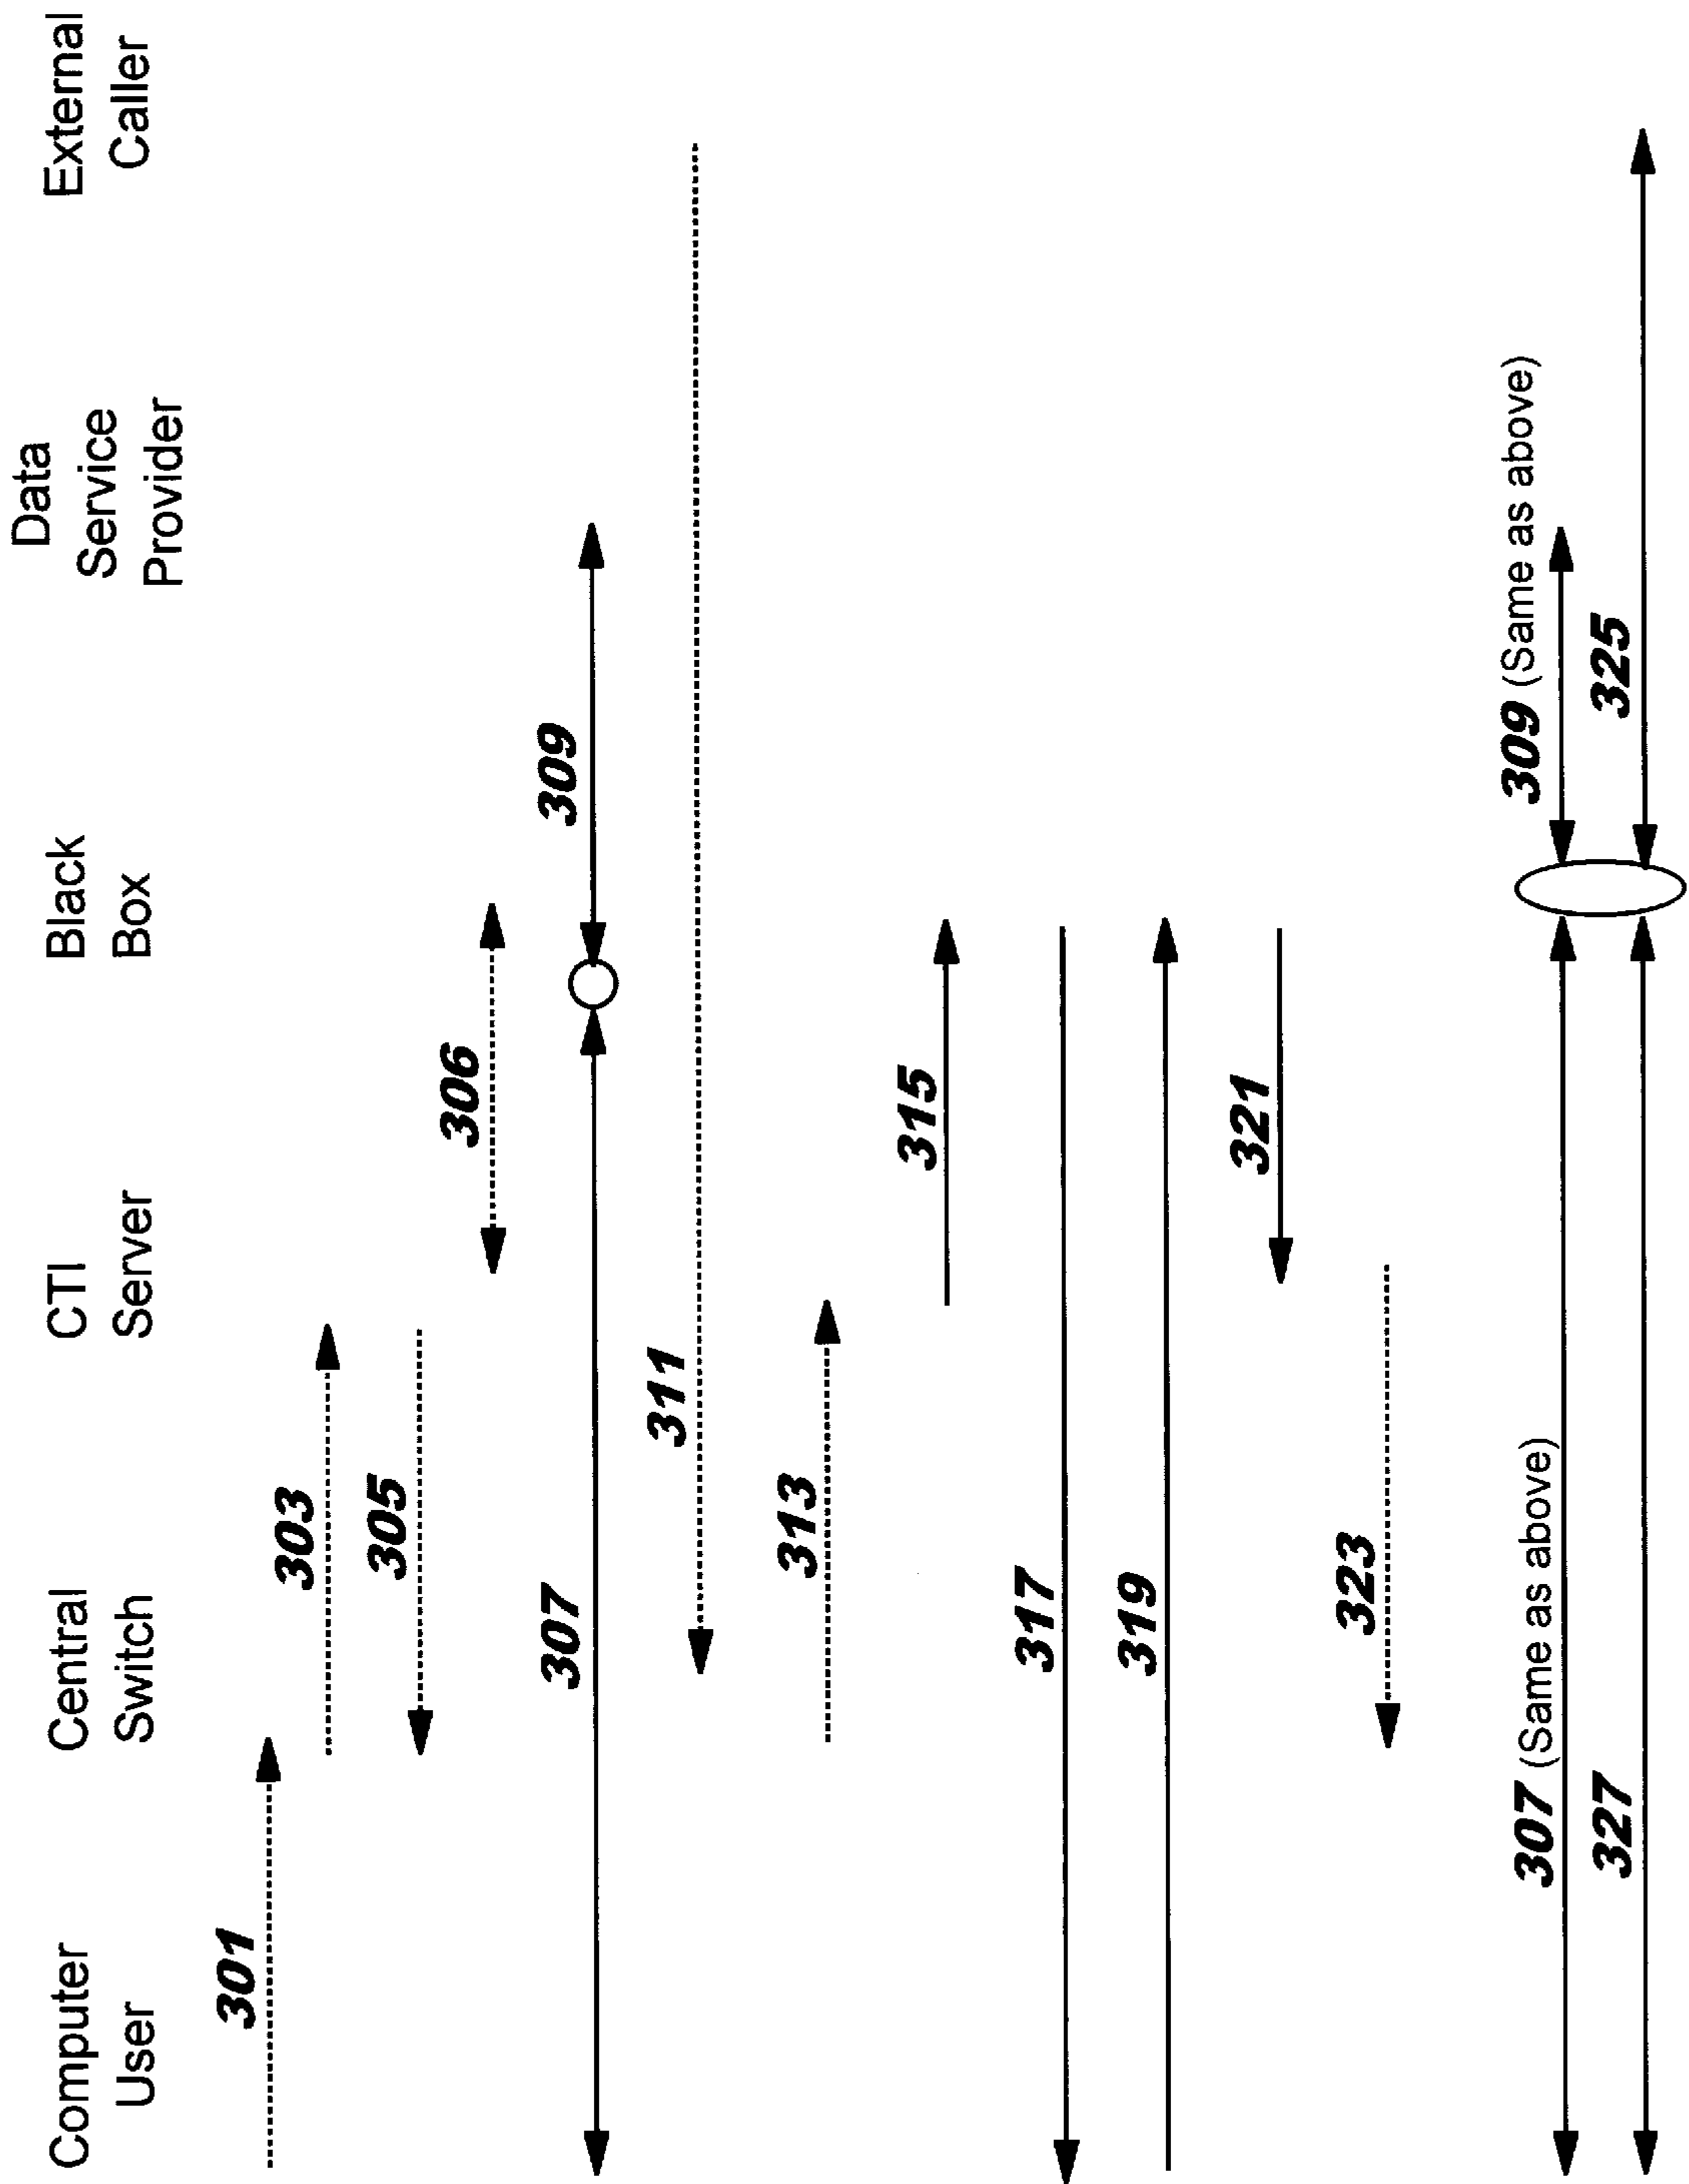 Computer
User
Central
Switch
CTI
Server
Black
Box
Data
Service
Provider
External
Caller
301
303
305
306
307
309
311
313
315
317
319
321
323
307 (Same as above)
309 (Same as above)
327
325